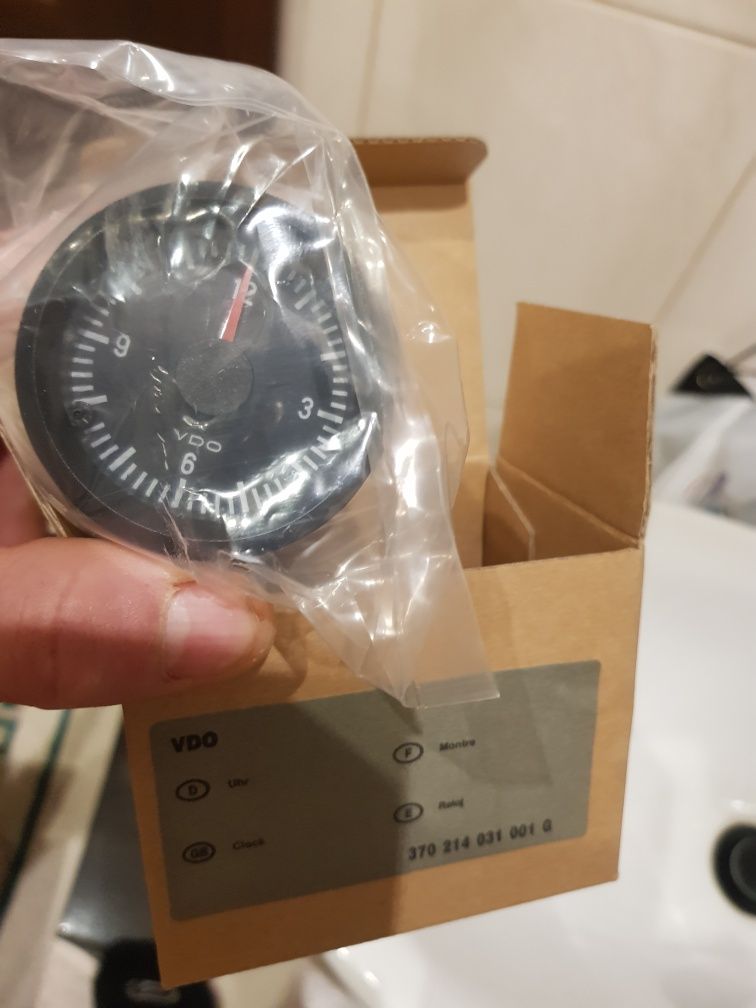 12
9
3
VDO
6
VDO
F Montre
D Uhr
E Reloj
GB Clock
370 214 031 001 G